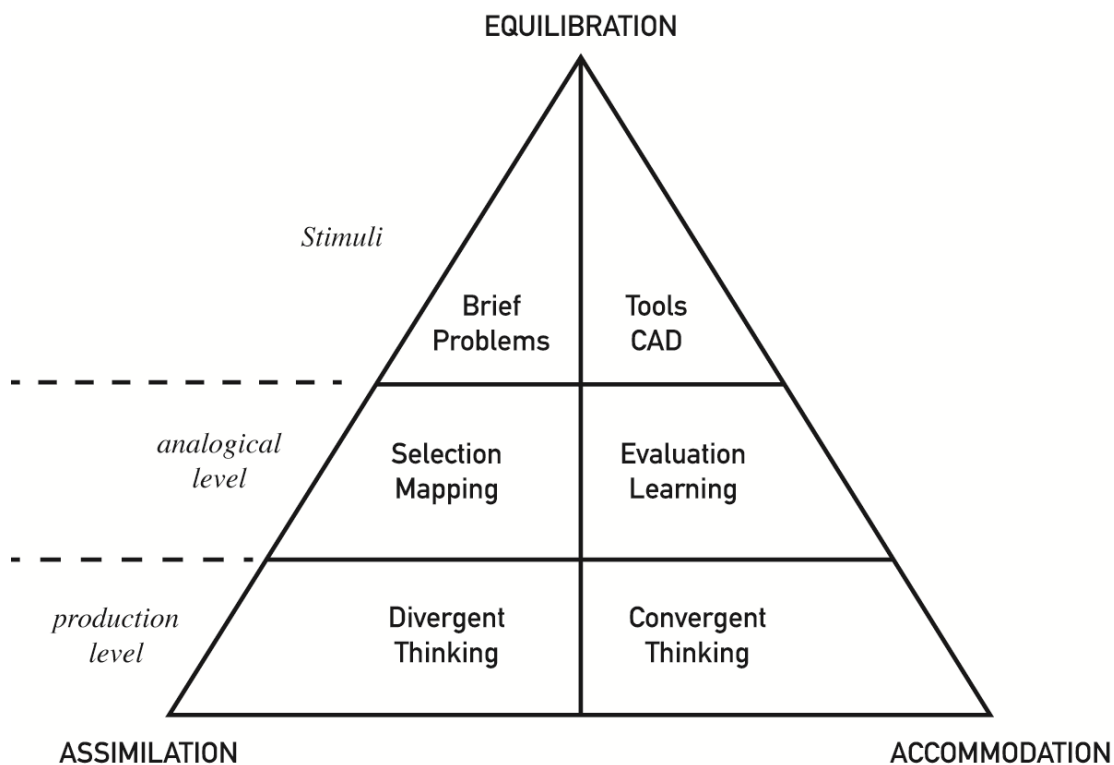 EQUILIBRATION
Stimuli
Brief
Problems
Tools
CAD
analogical
level
Selection
Mapping
Evaluation
Learning
production
level
Divergent
Thinking
Convergent
Thinking
ASSIMILATION
ACCOMMODATION